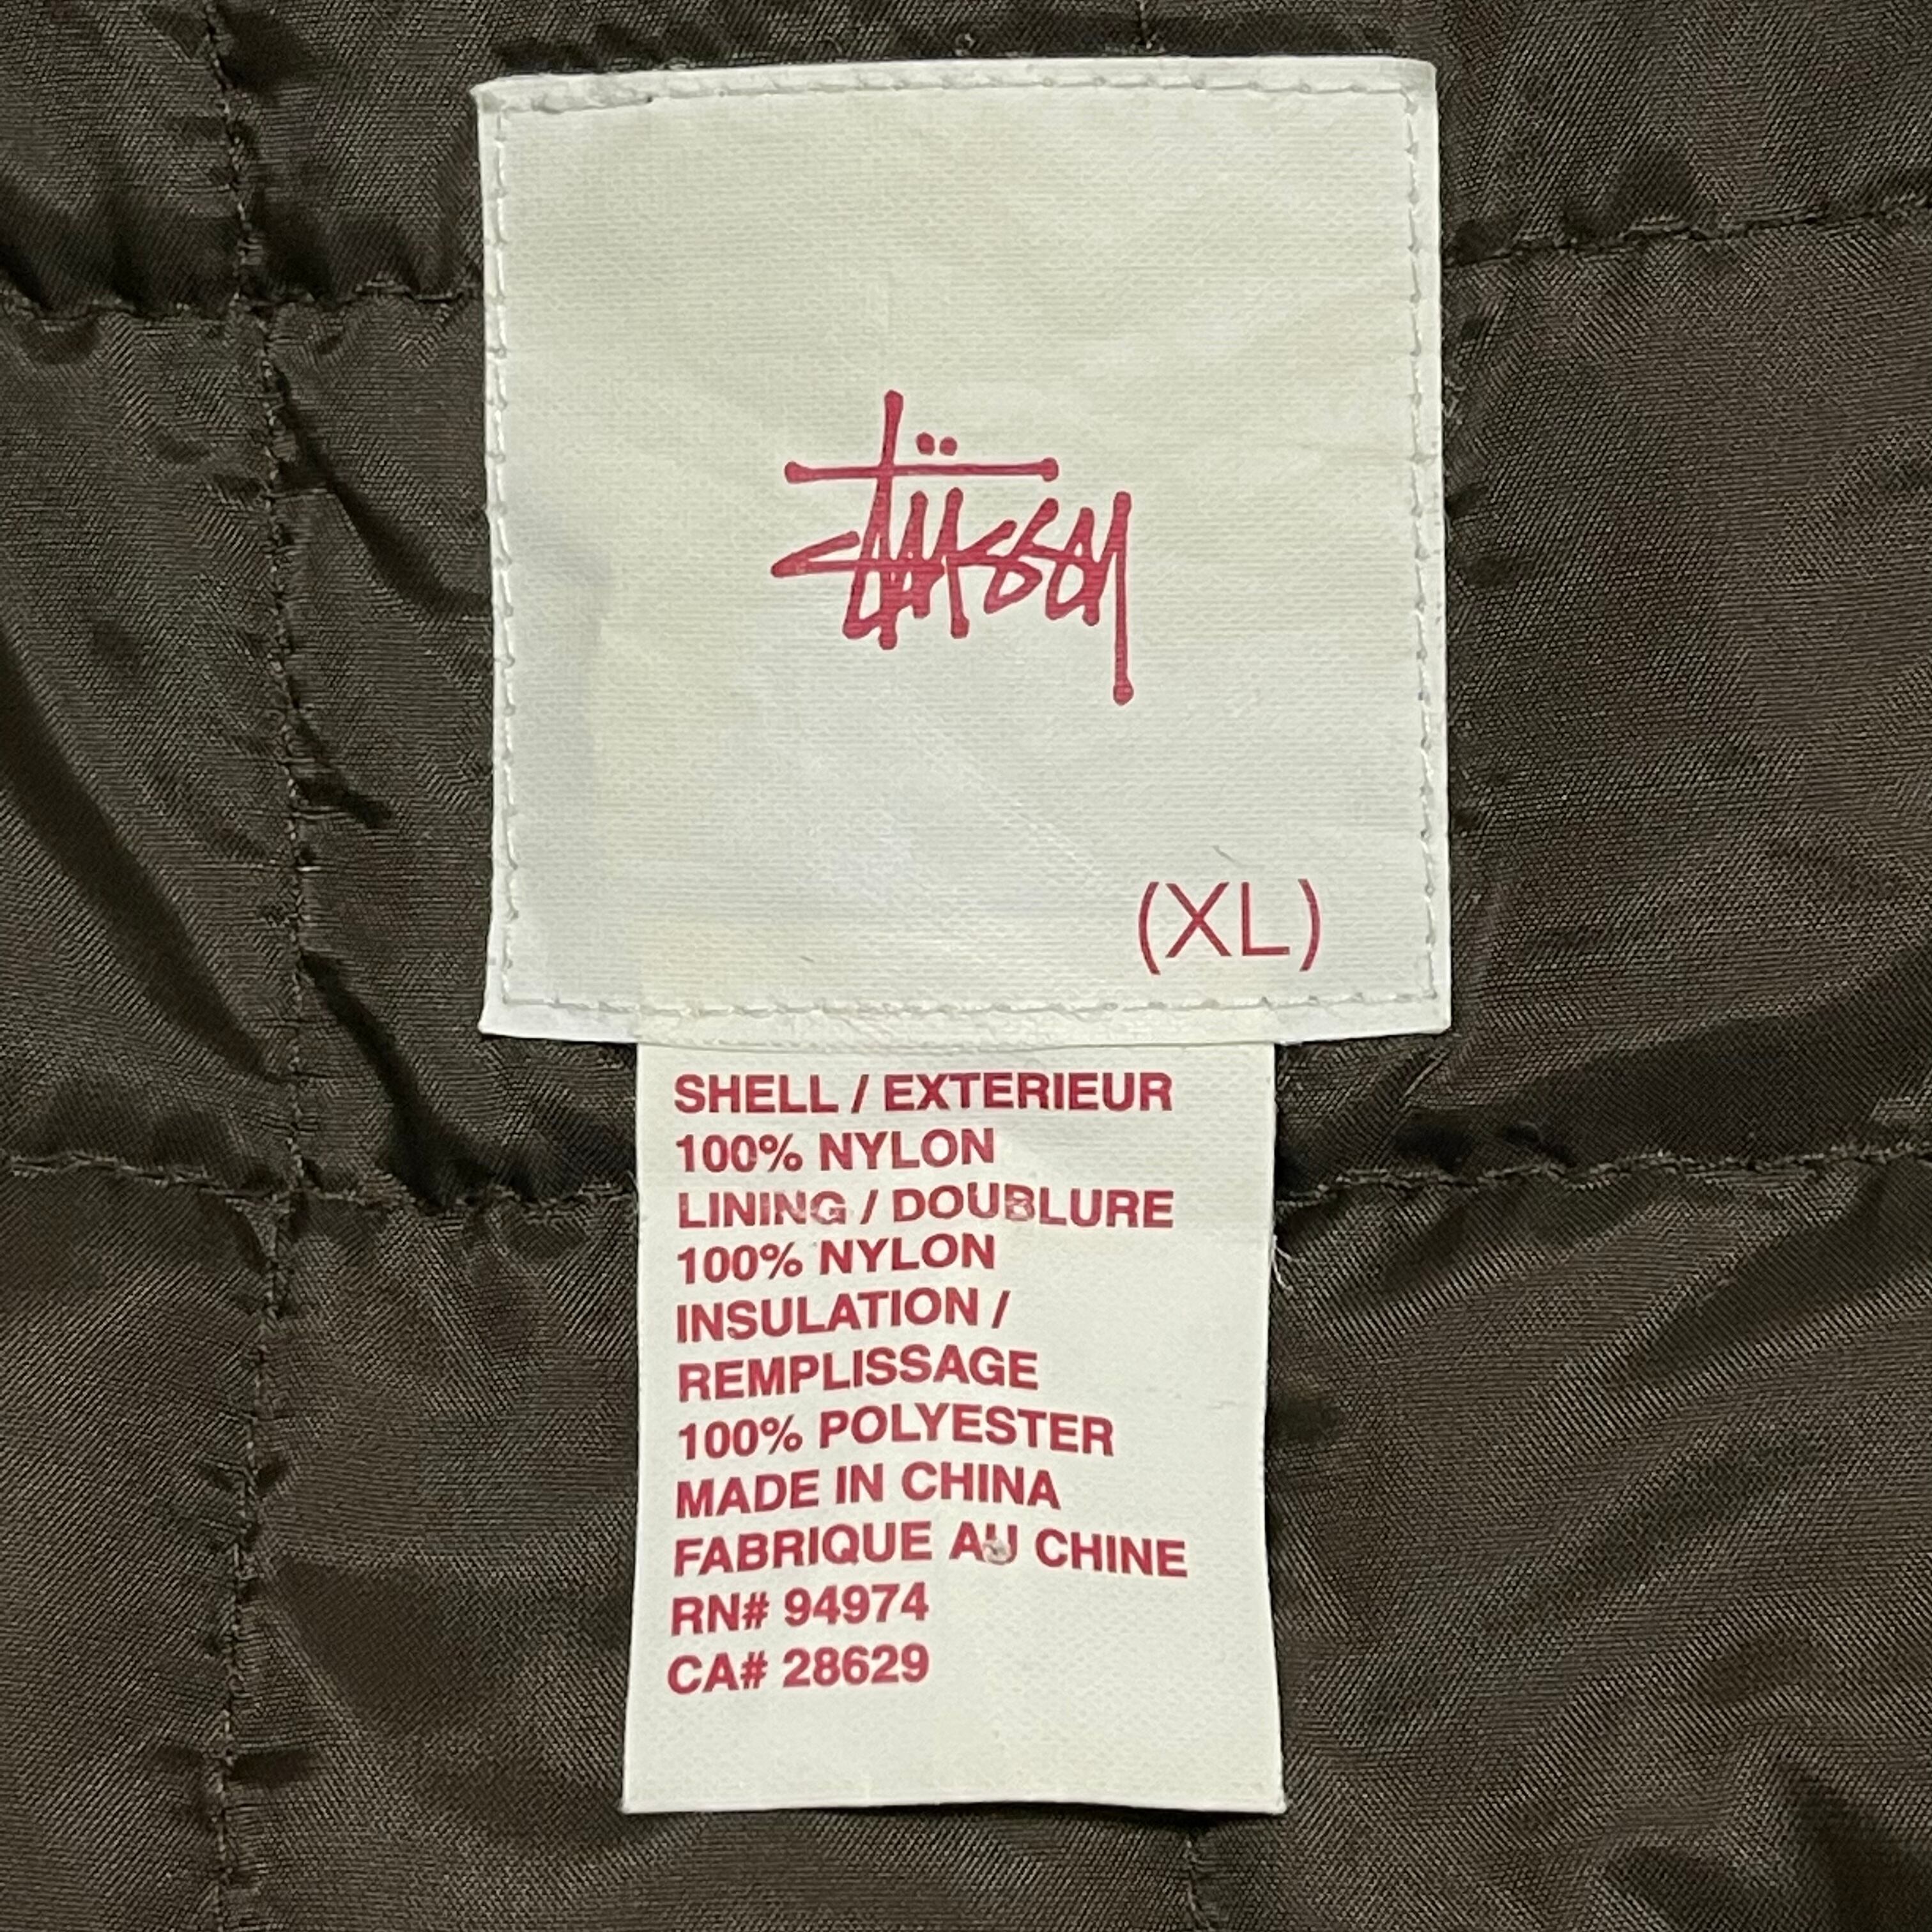 Stüssy
(XL)
SHELL / EXTERIEUR
100% NYLON
LINING / DOUBLURE
100% NYLON
INSULATION /
REMPLISSAGE
100% POLYESTER
MADE IN CHINA
FABRIQUE AU CHINE
RN# 94974
CA# 28629